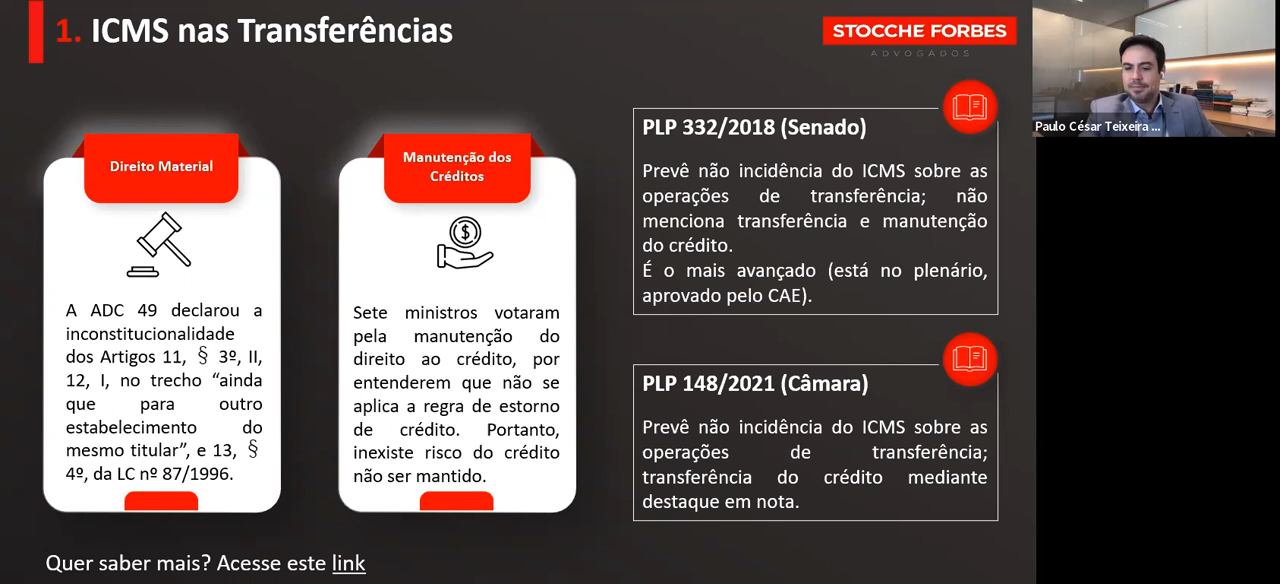 1. ICMS nas Transferências
STOCCHE FORBES
ADVOGADOS
Paulo César Teixeira ...
Direito Material
A ADC 49 declarou a
inconstitucionalidade
dos Artigos 11, § 3º, II,
12, I, no trecho “ainda
que para outro
estabelecimento do
mesmo titular”, e 13, §
4º, da LC nº 87/1996.
Manutenção dos
Créditos
$
Sete ministros votaram
pela manutenção do
direito ao crédito, por
entenderem que não se
aplica a regra de estorno
de crédito. Portanto,
inexiste risco do crédito
não ser mantido.
PLP 332/2018 (Senado)
Prevê não incidência do ICMS sobre as
operações de transferência; não
menciona transferência e manutenção
do crédito.
É o mais avançado (está no plenário,
aprovado pelo CAE).
PLP 148/2021 (Câmara)
Prevê não incidência do ICMS sobre as
operações de transferência;
transferência do crédito mediante
destaque em nota.
Quer saber mais? Acesse este link